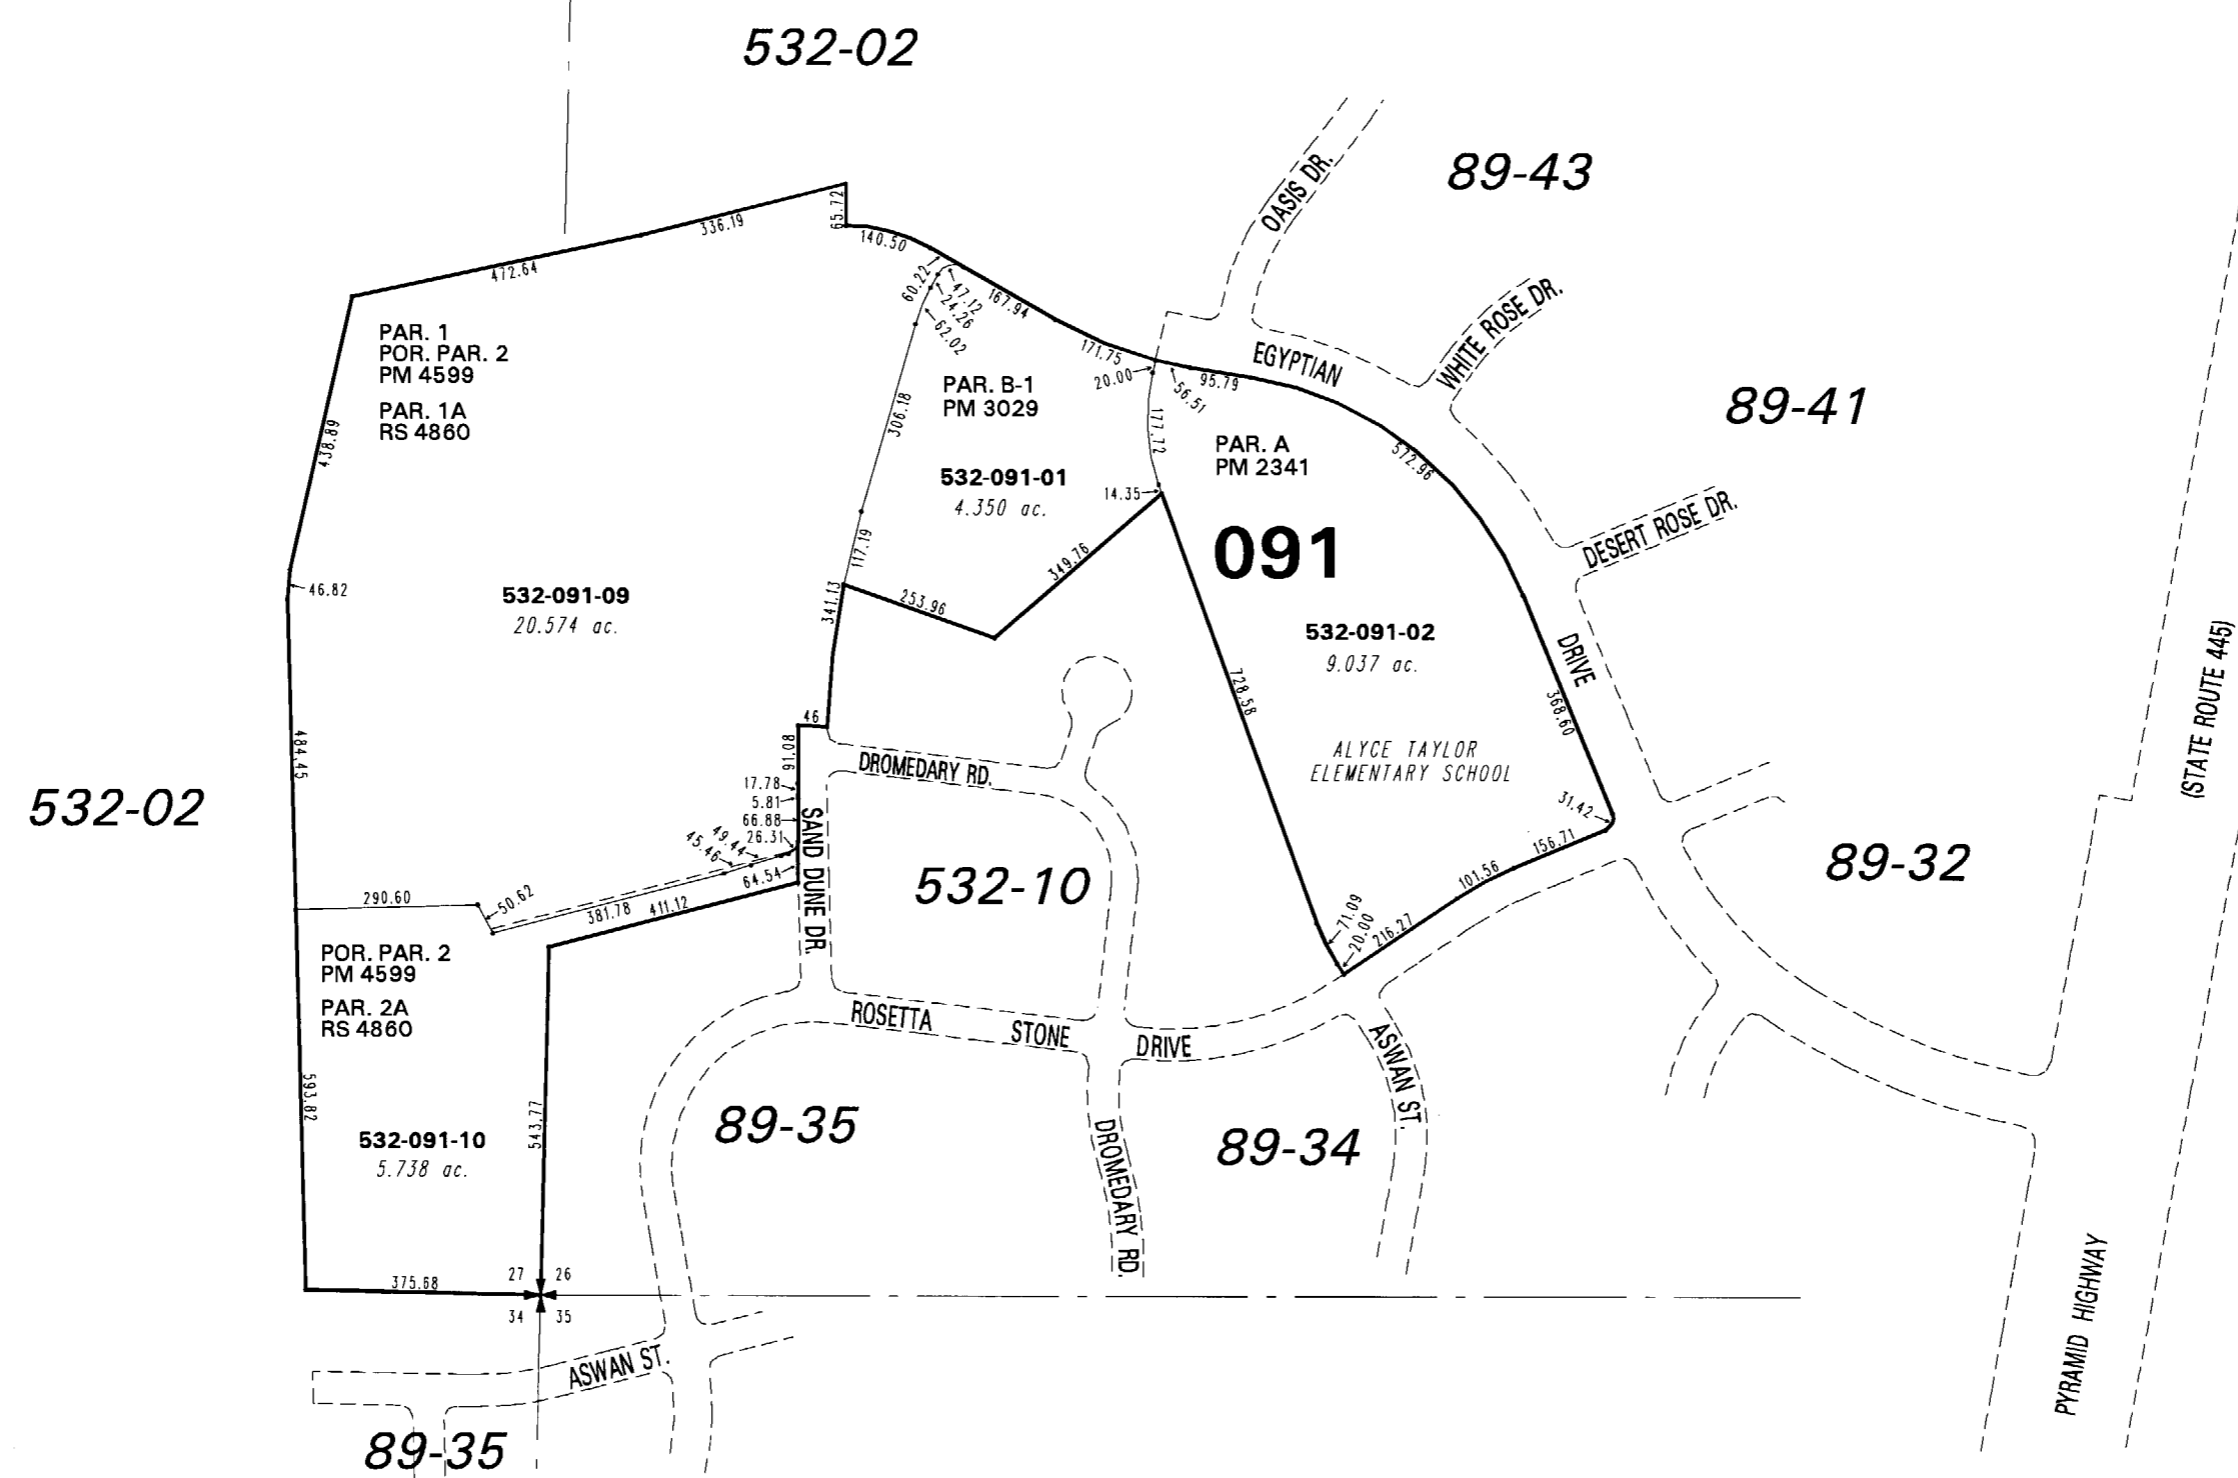 532-02
89-43
OASIS DR.
65.72
336.19
140.50
472.64
60.22
47.12
24.26
62.02
167.94
WHITE ROSE DR.
PAR. 1
POR. PAR. 2
PM 4599
PAR. 1A
RS 4860
171.75
20.00
56.51
95.79
EGYPTIAN
PAR. B-1
PM 3029
89-41
306.18
177.72
438.89
PAR. A
PM 2341
572.96
532-091-01
4.350 ac.
14.35
DESERT ROSE DR.
091
117.19
349.76
46.82
532-091-09
20.574 ac.
341.13
253.96
532-091-02
9.037 ac.
DRIVE
(STATE ROUTE 445)
728.58
368.60
46
484.45
91.08
DROMEDARY RD.
ALYCE TAYLOR
ELEMENTARY SCHOOL
532-02
17.78
5.81
66.88
26.31
49.44
45.46
64.54
SAND DUNE DR.
31.42
156.71
89-32
532-10
101.56
290.60
50.62
381.78
411.12
71.09
20.00
216.27
POR. PAR. 2
PM 4599
PAR. 2A
RS 4860
ROSETTA
STONE
DRIVE
ASWAN ST.
593.82
543.77
89-35
89-34
532-091-10
5.738 ac.
DROMEDARY RD.
375.68
27
26
34
35
PYRAMID HIGHWAY
ASWAN ST.
89-35